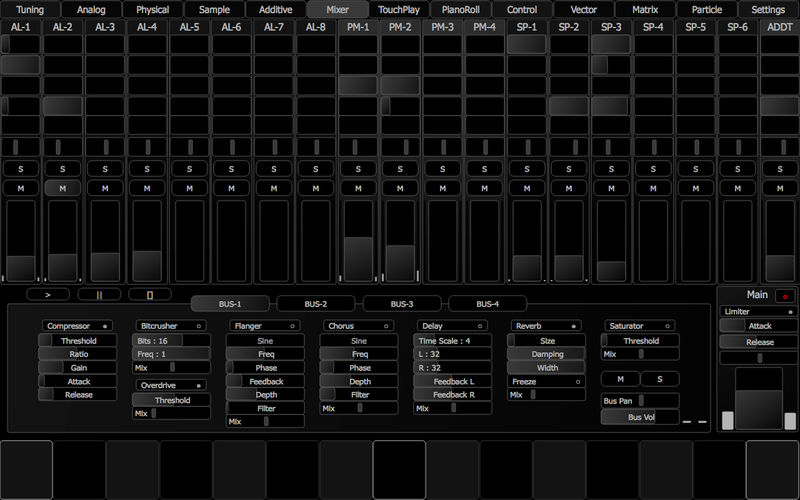 Tuning Analog Physical Sample Additive Mixer TouchPlay PianoRoll Control Vector Matrix Particle Settings
AL-1 AL-2 AL-3 AL-4 AL-5 AL-6 AL-7 AL-8 PM-1 PM-2 PM-3 PM-4 SP-1 SP-2 SP-3 SP-4 SP-5 SP-6 ADDT
S S S S S S S S S S S S S S S S S S S
M M M M M M M M M M M M M M M M M M M
> || []
BUS-1 BUS-2 BUS-3 BUS-4
Compressor
Threshold
Ratio
Gain
Attack
Release
Bitcrusher
Bits : 16
Freq : 1
Mix
Overdrive
Threshold
Mix
Flanger
Sine
Freq
Phase
Feedback
Depth
Filter
Mix
Chorus
Sine
Freq
Phase
Depth
Filter
Mix
Delay
Time Scale : 4
L : 32
R : 32
Feedback L
Feedback R
Reverb
Size
Damping
Width
Freeze
Mix
Saturator
Threshold
Mix
M S
Bus Pan
Bus Vol
Main
Limiter
Attack
Release